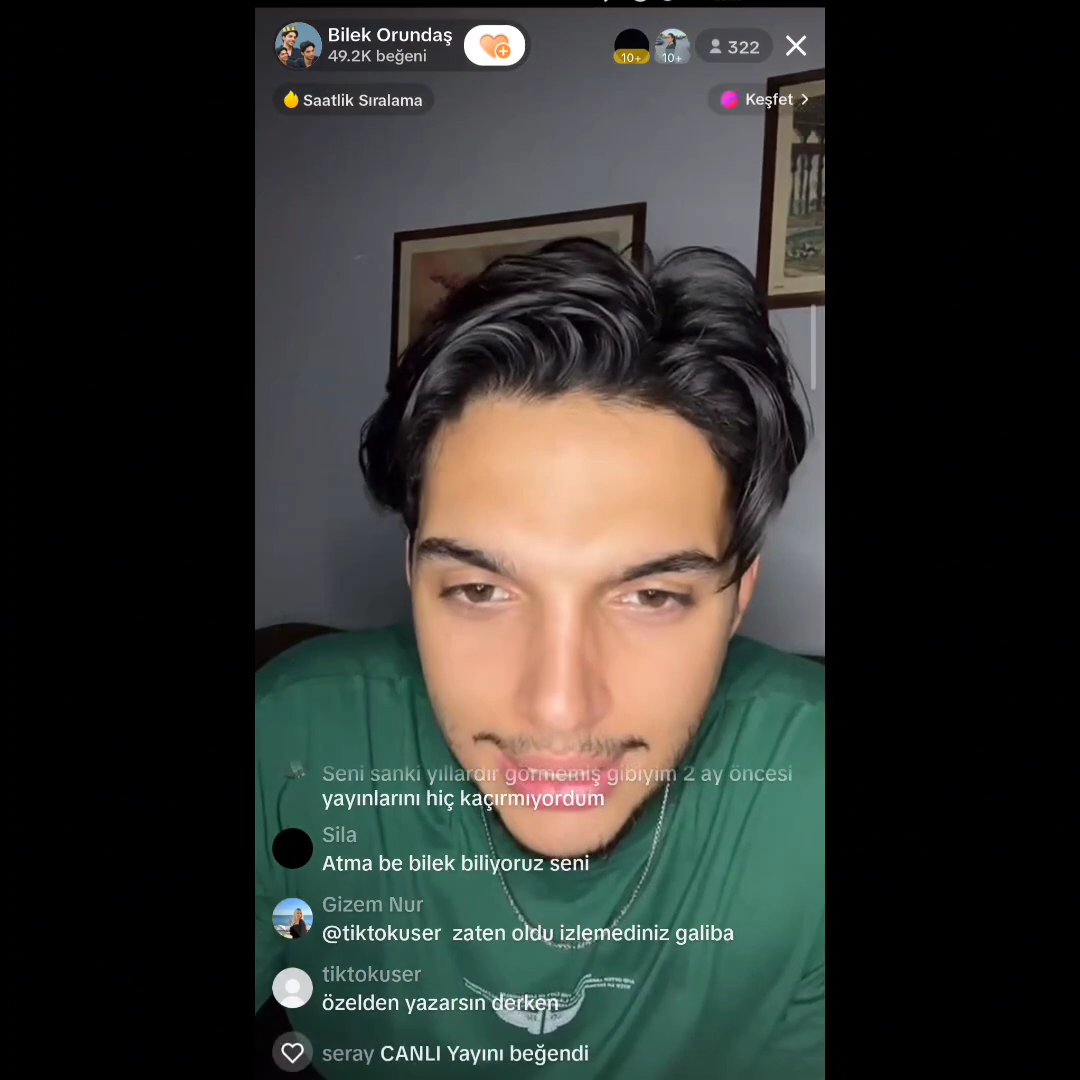 Bilek Orundaş
49.2K beğeni
10+
10+
322
Saatlik Sıralama
Keşfet
Seni sanki yıllardır görmemiş gibiyim 2 ay öncesi
yayınlarını hiç kaçırmıyordum
Sila
Atma be bilek biliyoruz seni
Gizem Nur
@tiktokuser zaten oldu izlemediniz galiba
tiktokuser
özelden yazarsın derken
seray CANLI Yayını beğendi